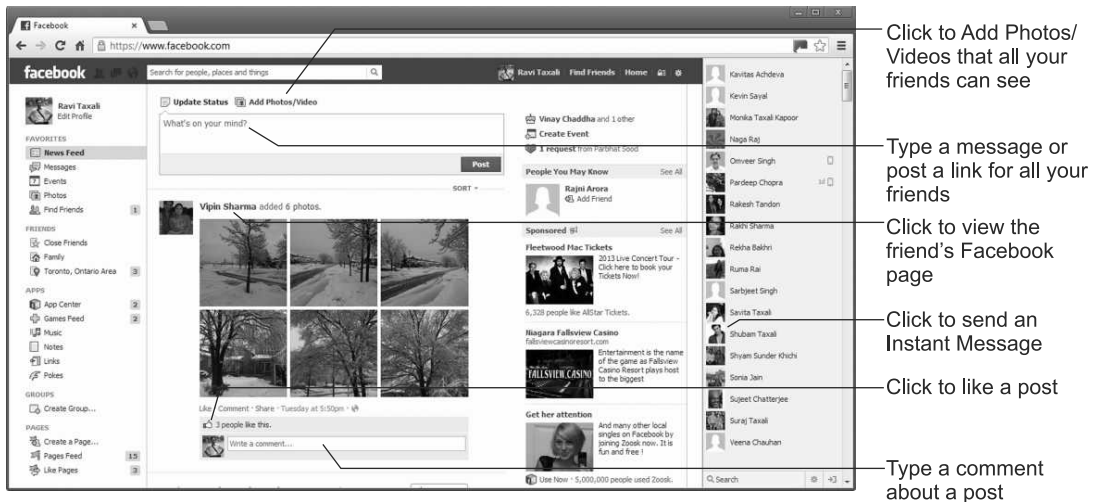 Facebook
https://www.facebook.com
facebook
Search for people, places and things
Ravi Taxali Find Friends Home
Ravi Taxali
Edit Profile
FAVORITES
News Feed
Messages
Events
Photos
Find Friends 1
FRIENDS
Close Friends
Family
Toronto, Ontario Area 3
APPS
App Center 2
Games Feed 2
Music
Notes
Links
Pokes
GROUPS
Create Group...
PAGES
Create a Page...
Pages Feed 15
Like Pages 3
Update Status Add Photos/Video
What's on your mind?
Post
SORT
Vipin Sharma added 6 photos.
Like · Comment · Share · Tuesday at 5:50pm ·
3 people like this.
Write a comment...
Vinay Chaddha and 1 other
Create Event
1 request from Parbhat Sood
People You May Know See All
Rajni Arora
Add Friend
Sponsored See All
Fleetwood Mac Tickets
2013 Live Concert Tour -
Click here to book your
Tickets Now!
6,328 people like AllStar Tickets.
Niagara Fallsview Casino
fallsviewcasinoresort.com
Entertainment is the name
of the game as Fallsview
Casino Resort plays host
to the biggest
FALLSVIEW CASINO
Get her attention
And many other local
singles on Facebook by
joining Zoosk now. It is
fun and free !
Use Now · 5,000,000 people used Zoosk.
Kavitas Achdeva
Kevin Sayal
Monika Taxali Kapoor
Naga Raj
Omveer Singh
Pardeep Chopra
Rakesh Tandon
Rakhi Sharma
Rekha Bakhri
Ruma Rai
Sarbjeet Singh
Savita Taxali
Shubam Taxali
Shyam Sunder Khichi
Sonia Jain
Sujeet Chatterjee
Suraj Taxali
Veena Chauhan
Search
Click to Add Photos/
Videos that all your
friends can see
Type a message or
post a link for all your
friends
Click to view the
friend's Facebook
page
Click to send an
Instant Message
Click to like a post
Type a comment
about a post